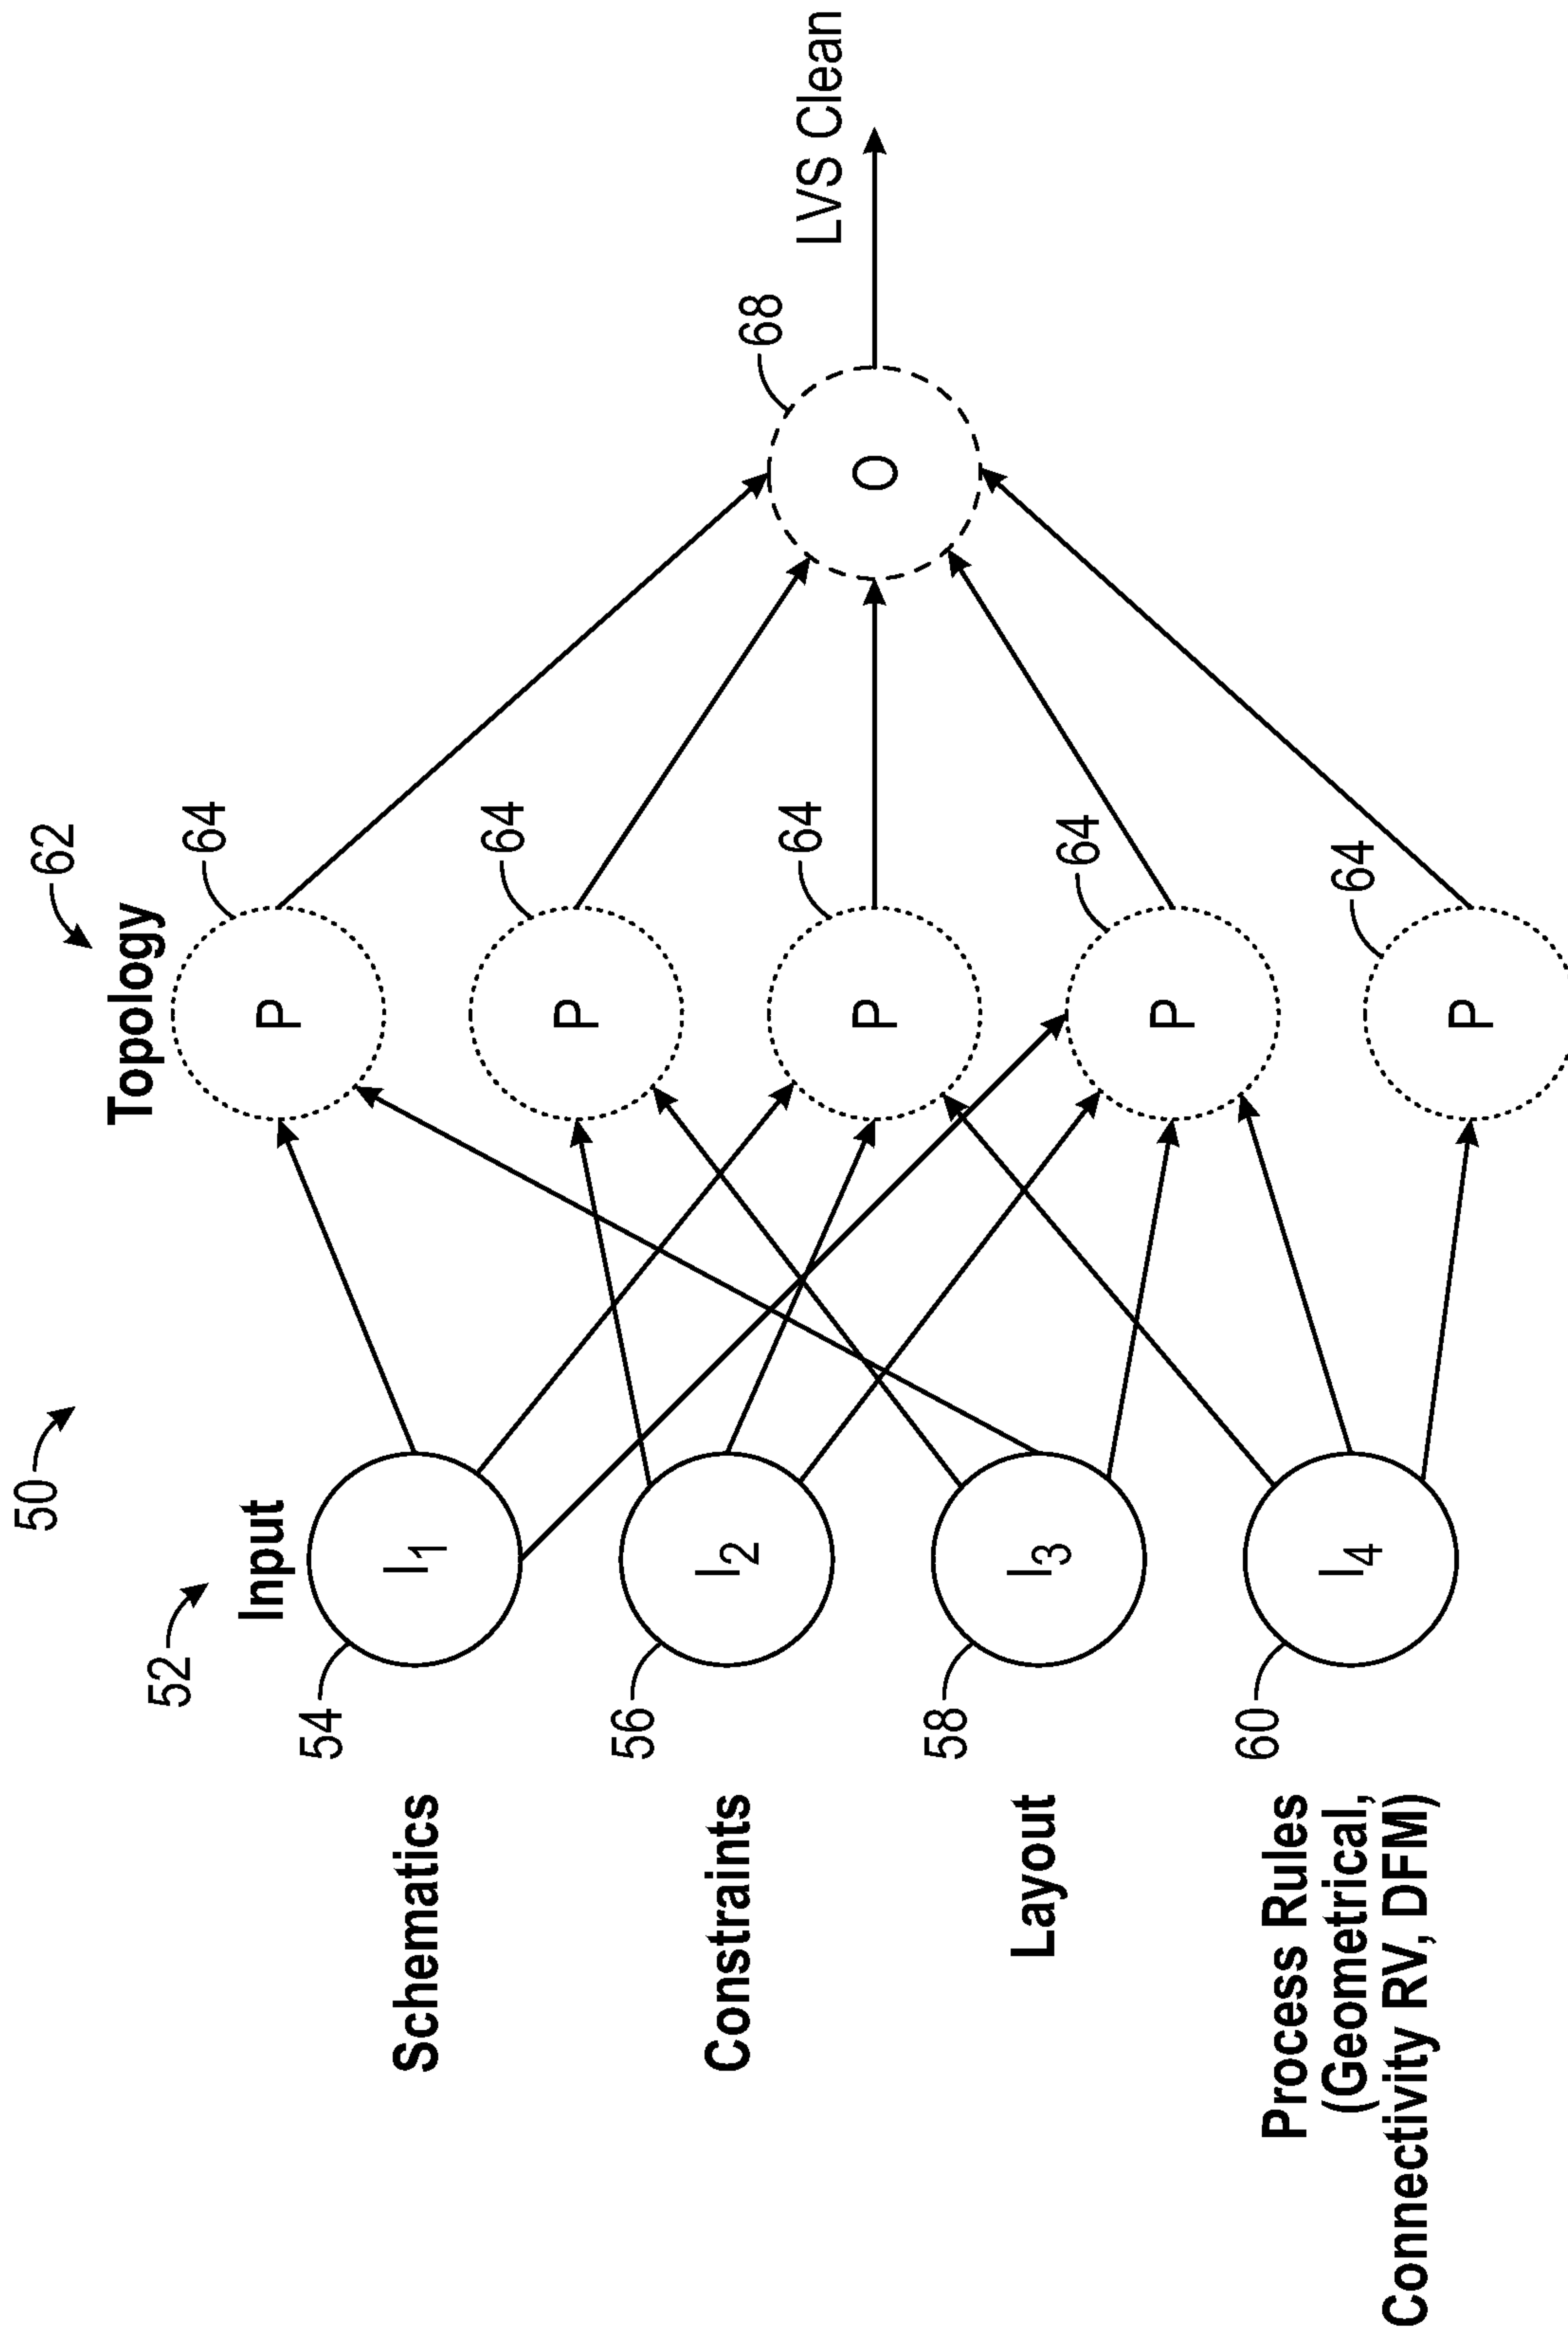 50
52
Input
62
Topology
Schematics
54
I1
Constraints
56
I2
Layout
58
I3
Process Rules
(Geometrical,
Connectivity RV, DFM)
60
I4
64
P
64
P
64
P
64
P
64
P
68
O
LVS Clean